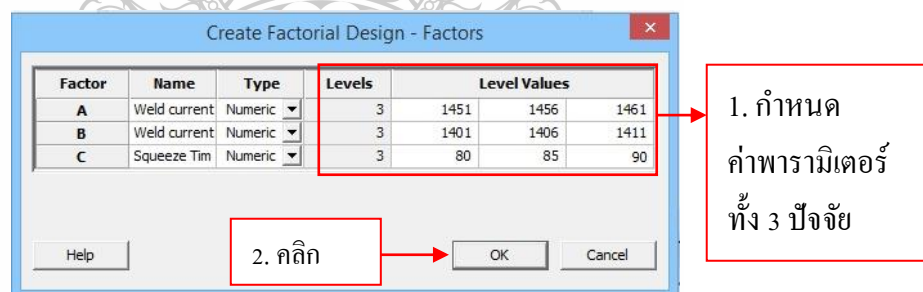 Create Factorial Design - Factors
Factor Name Type Levels Level Values
A Weld current Numeric 3 1451 1456 1461
B Weld current Numeric 3 1401 1406 1411
C Squeeze Tim Numeric 3 80 85 90
1. กำหนด
ค่าพารามิเตอร์
ทั้ง 3 ปัจจัย
Help
2. คลิก
OK
Cancel